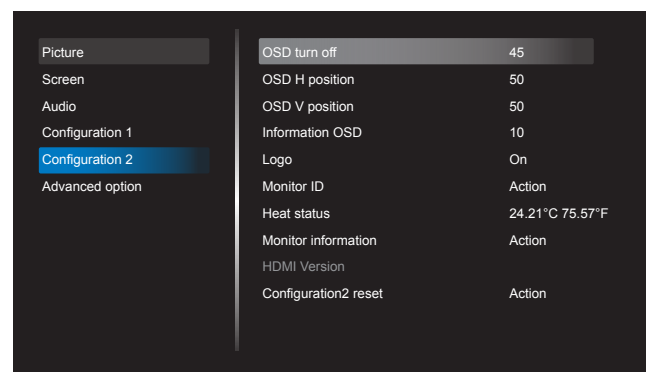 Picture
Screen
Audio
Configuration 1
Configuration 2
Advanced option
OSD turn off 45
OSD H position 50
OSD V position 50
Information OSD 10
Logo On
Monitor ID Action
Heat status 24.21°C 75.57°F
Monitor information Action
HDMI Version
Configuration2 reset Action